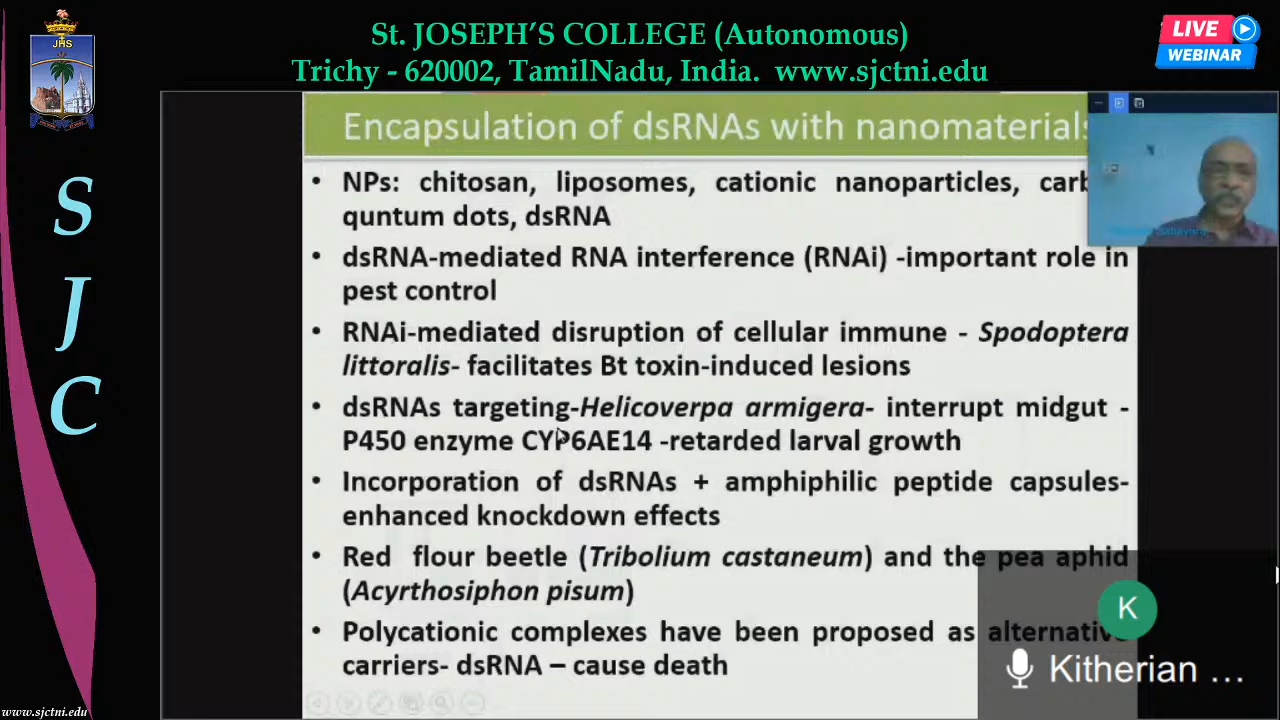 St. JOSEPH'S COLLEGE (Autonomous)
Trichy - 620002, TamilNadu, India. www.sjctni.edu
LIVE
WEBINAR
JHS
S
J
C
Encapsulation of dsRNAs with nanomaterials
• NPs: chitosan, liposomes, cationic nanoparticles, carb
quntum dots, dsRNA
• dsRNA-mediated RNA interference (RNAi) -important role in
pest control
• RNAi-mediated disruption of cellular immune - Spodoptera
littoralis- facilitates Bt toxin-induced lesions
• dsRNAs targeting-Helicoverpa armigera- interrupt midgut -
P450 enzyme CYP6AE14 -retarded larval growth
• Incorporation of dsRNAs + amphiphilic peptide capsules-
enhanced knockdown effects
• Red flour beetle (Tribolium castaneum) and the pea aphid
(Acyrthosiphon pisum)
• Polycationic complexes have been proposed as alternative
carriers- dsRNA – cause death
K
Kitherian ...
www.sjctni.edu